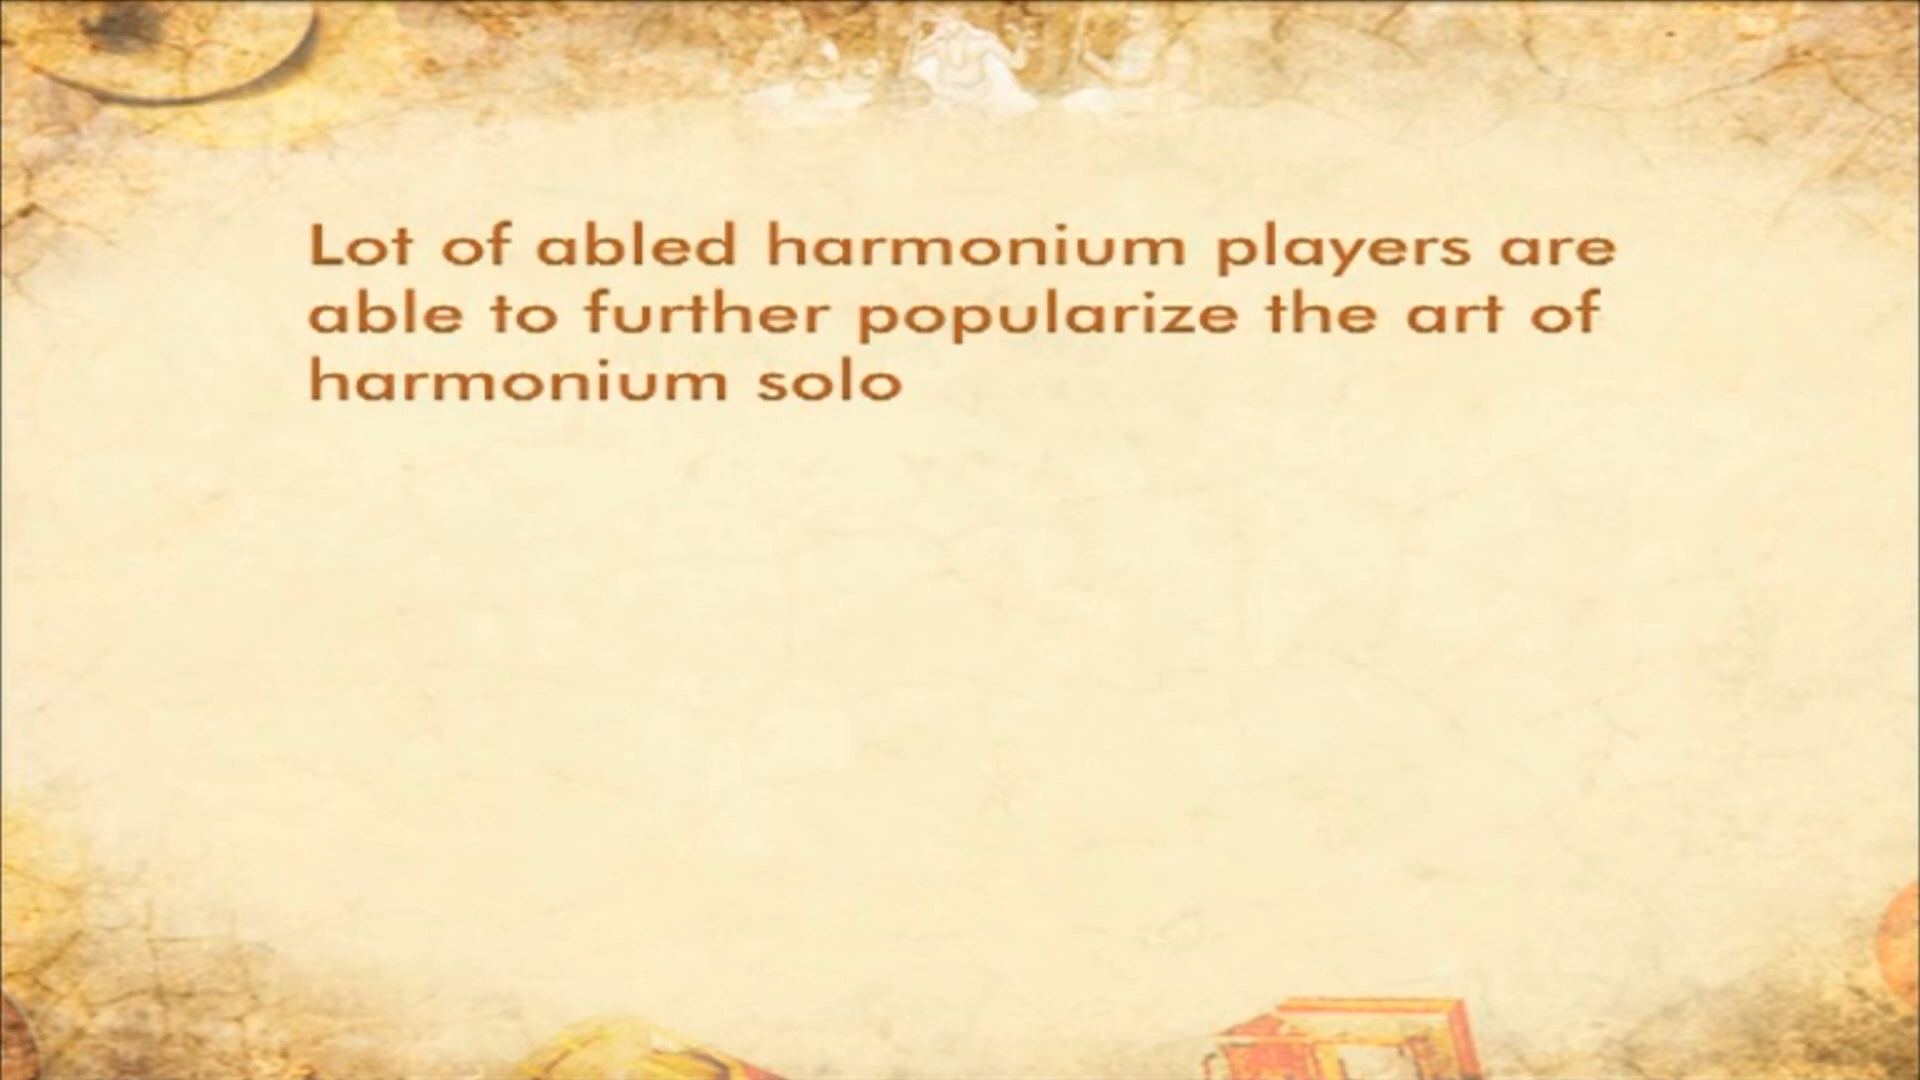 Lot of abled harmonium players are
able to further popularize the art of
harmonium solo